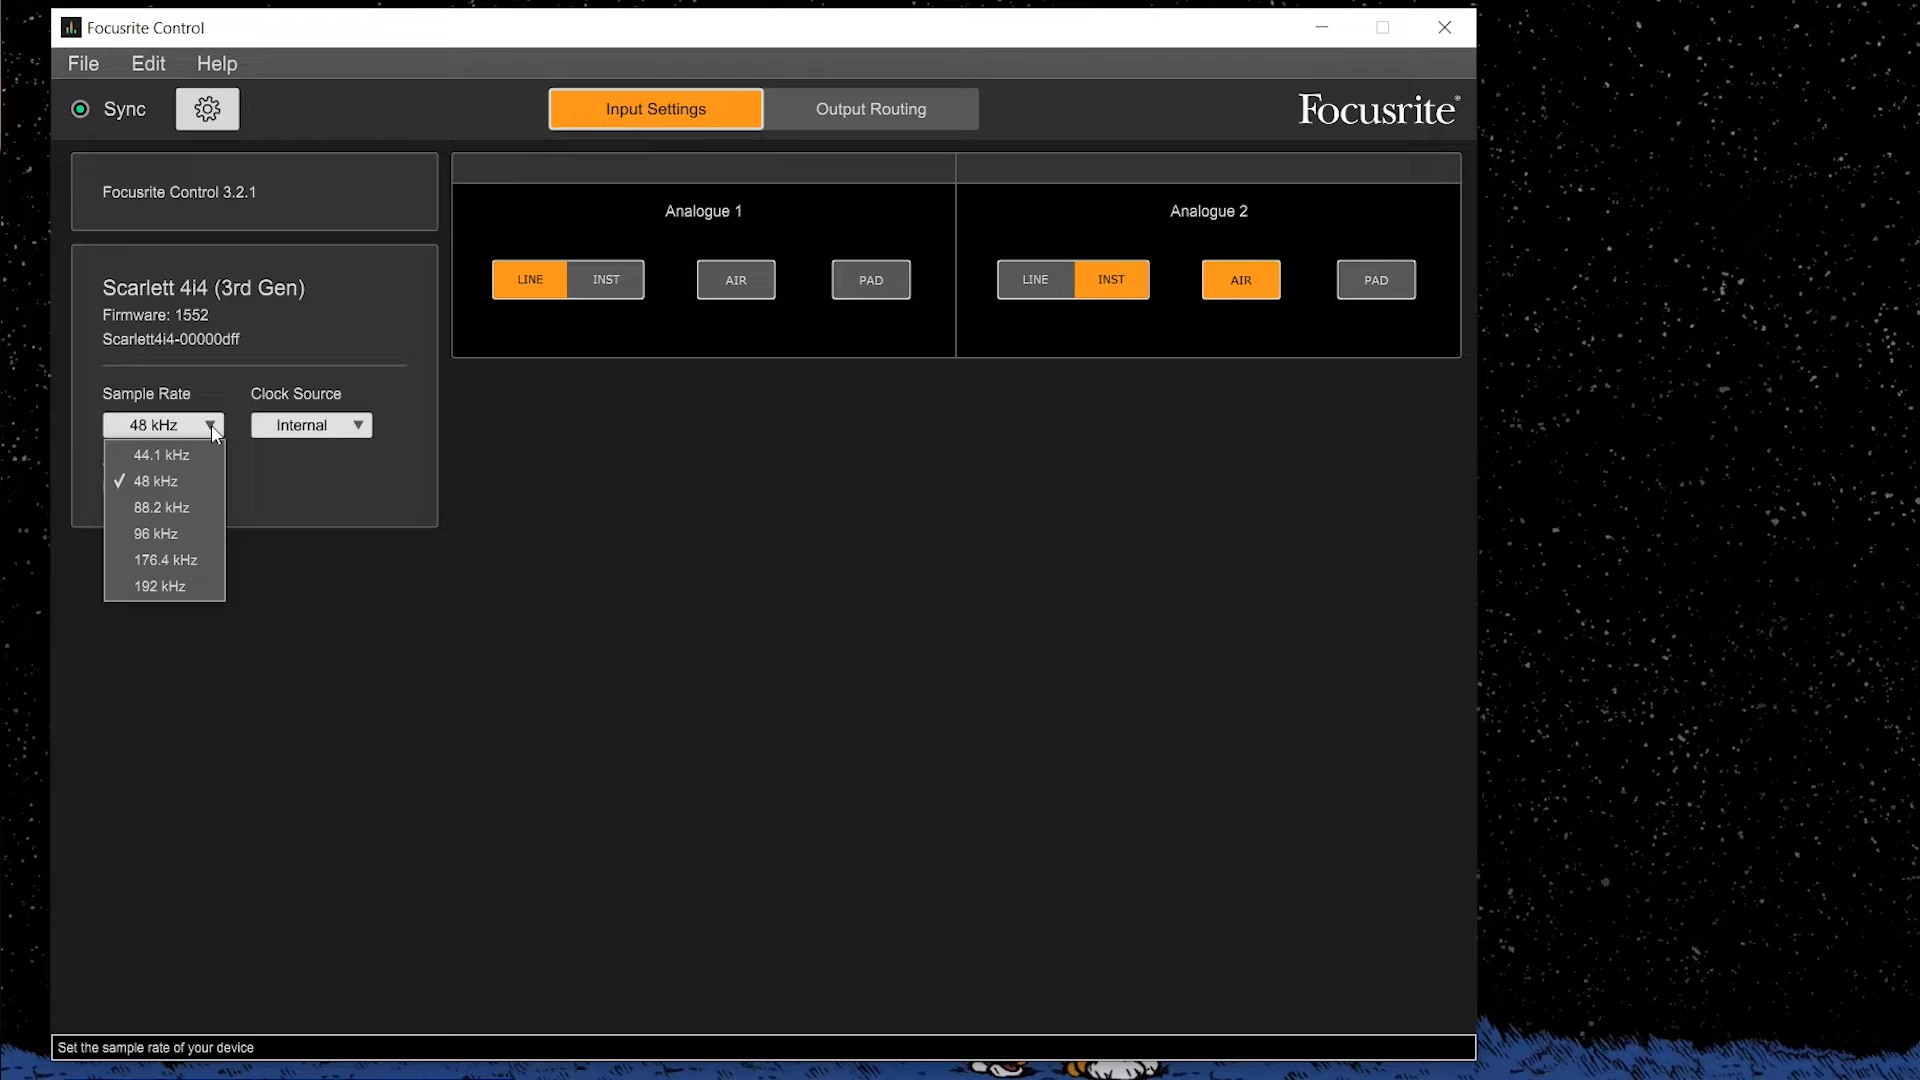 Focusrite Control
File Edit Help
Sync
Input Settings
Output Routing
Focusrite®
Focusrite Control 3.2.1
Scarlett 4i4 (3rd Gen)
Firmware: 1552
Scarlett4i4-00000dff
Sample Rate
Clock Source
48 kHz
Internal
44.1 kHz
✓ 48 kHz
88.2 kHz
96 kHz
176.4 kHz
192 kHz
Analogue 1
LINE INST AIR PAD
Analogue 2
LINE INST AIR PAD
Set the sample rate of your device